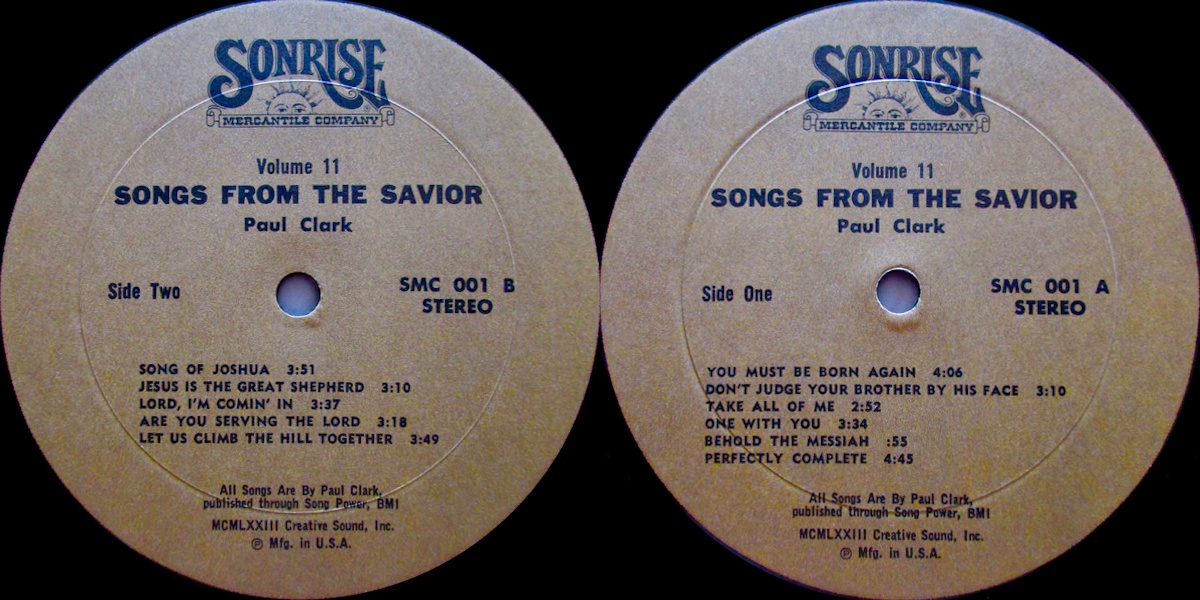 SONRISE
MERCANTILE COMPANY
Volume 11
SONGS FROM THE SAVIOR
Paul Clark
Side Two
SMC 001 B
STEREO
SONG OF JOSHUA 3:51
JESUS IS THE GREAT SHEPHERD 3:10
LORD, I'M COMIN' IN 3:37
ARE YOU SERVING THE LORD 3:18
LET US CLIMB THE HILL TOGETHER 3:49
All Songs Are By Paul Clark,
published through Song Power, BMI
MCMLXXIII Creative Sound, Inc.
℗ Mfg. in U.S.A.
SONRISE
MERCANTILE COMPANY
Volume 11
SONGS FROM THE SAVIOR
Paul Clark
Side One
SMC 001 A
STEREO
YOU MUST BE BORN AGAIN 4:06
DON'T JUDGE YOUR BROTHER BY HIS FACE 3:10
TAKE ALL OF ME 2:52
ONE WITH YOU 3:34
BEHOLD THE MESSIAH :55
PERFECTLY COMPLETE 4:45
All Songs Are By Paul Clark,
published through Song Power, BMI
MCMLXXIII Creative Sound, Inc.
℗ Mfg. in U.S.A.